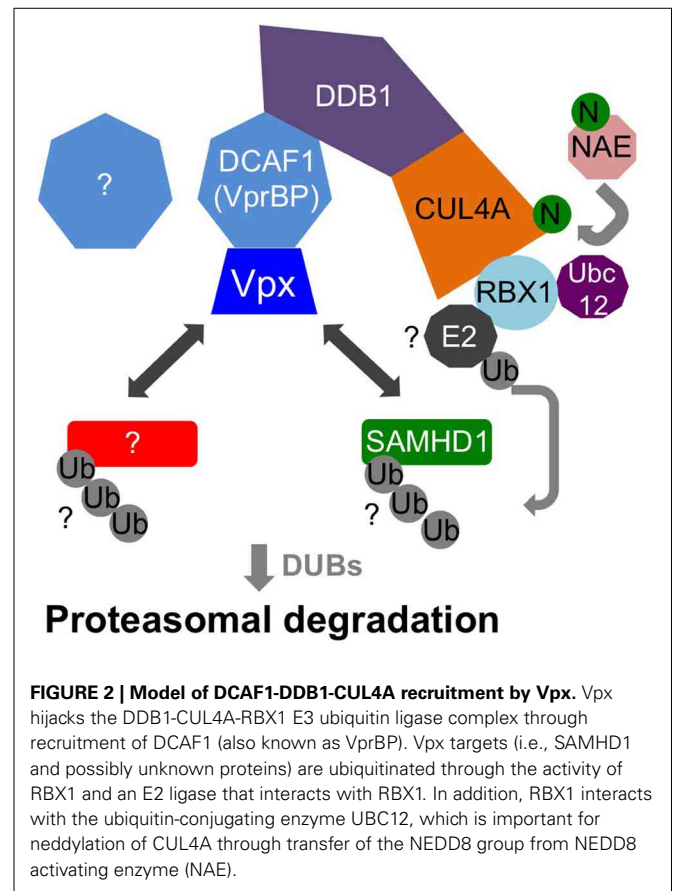 DDB1
N
NAE
?
DCAF1
(VprBP)
CUL4A
N
Vpx
RBX1
Ubc
12
?
E2
Ub
?
SAMHD1
Ub
Ub
Ub
?
Ub
Ub
Ub
?
DUBs
Proteasomal degradation
FIGURE 2 | Model of DCAF1-DDB1-CUL4A recruitment by Vpx. Vpx
hijacks the DDB1-CUL4A-RBX1 E3 ubiquitin ligase complex through
recruitment of DCAF1 (also known as VprBP). Vpx targets (i.e., SAMHD1
and possibly unknown proteins) are ubiquitinated through the activity of
RBX1 and an E2 ligase that interacts with RBX1. In addition, RBX1 interacts
with the ubiquitin-conjugating enzyme UBC12, which is important for
neddylation of CUL4A through transfer of the NEDD8 group from NEDD8
activating enzyme (NAE).